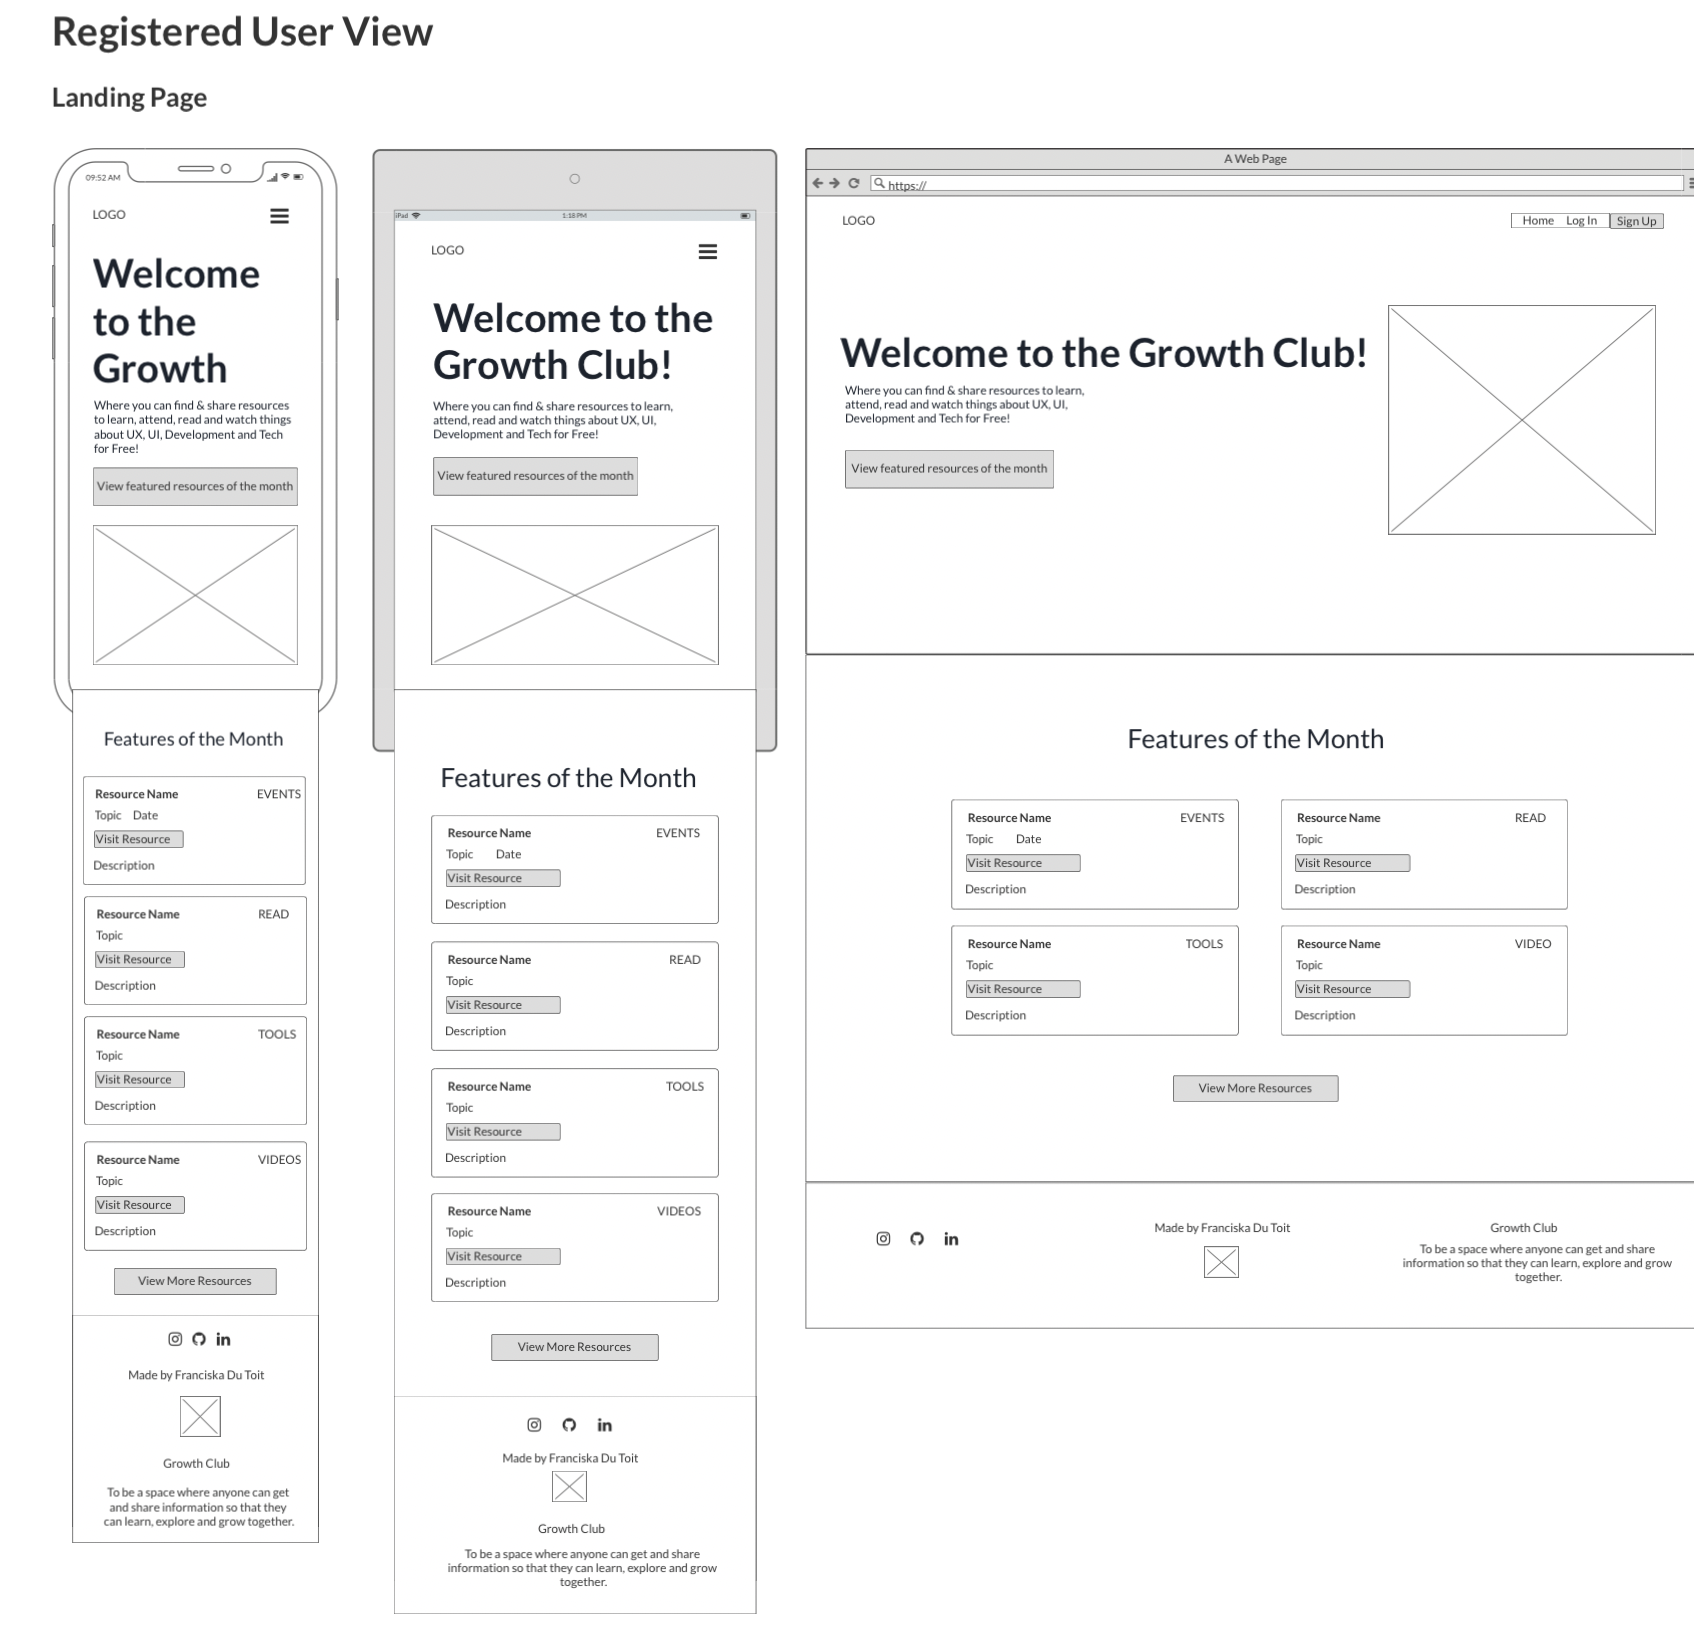 Registered User View
Landing Page
09:52 AM
LOGO
Welcome
to the
Growth
Where you can find & share resources
to learn, attend, read and watch things
about UX, UI, Development and Tech
for Free!
View featured resources of the month
Features of the Month
Resource Name EVENTS
Topic Date
Visit Resource
Description
Resource Name READ
Topic
Visit Resource
Description
Resource Name TOOLS
Topic
Visit Resource
Description
Resource Name VIDEOS
Topic
Visit Resource
Description
View More Resources
in
Made by Franciska Du Toit
Growth Club
To be a space where anyone can get
and share information so that they
can learn, explore and grow together.
iPad 1:18 PM
LOGO
Welcome to the
Growth Club!
Where you can find & share resources to learn,
attend, read and watch things about UX, UI,
Development and Tech for Free!
View featured resources of the month
Features of the Month
Resource Name EVENTS
Topic Date
Visit Resource
Description
Resource Name READ
Topic
Visit Resource
Description
Resource Name TOOLS
Topic
Visit Resource
Description
Resource Name VIDEOS
Topic
Visit Resource
Description
View More Resources
in
Made by Franciska Du Toit
Growth Club
To be a space where anyone can get and share
information so that they can learn, explore and grow
together.
A Web Page
https://
LOGO Home Log In Sign Up
Welcome to the Growth Club!
Where you can find & share resources to learn,
attend, read and watch things about UX, UI,
Development and Tech for Free!
View featured resources of the month
Features of the Month
Resource Name EVENTS
Topic Date
Visit Resource
Description
Resource Name READ
Topic
Visit Resource
Description
Resource Name TOOLS
Topic
Visit Resource
Description
Resource Name VIDEO
Topic
Visit Resource
Description
View More Resources
in
Made by Franciska Du Toit
Growth Club
To be a space where anyone can get and share
information so that they can learn, explore and grow
together.